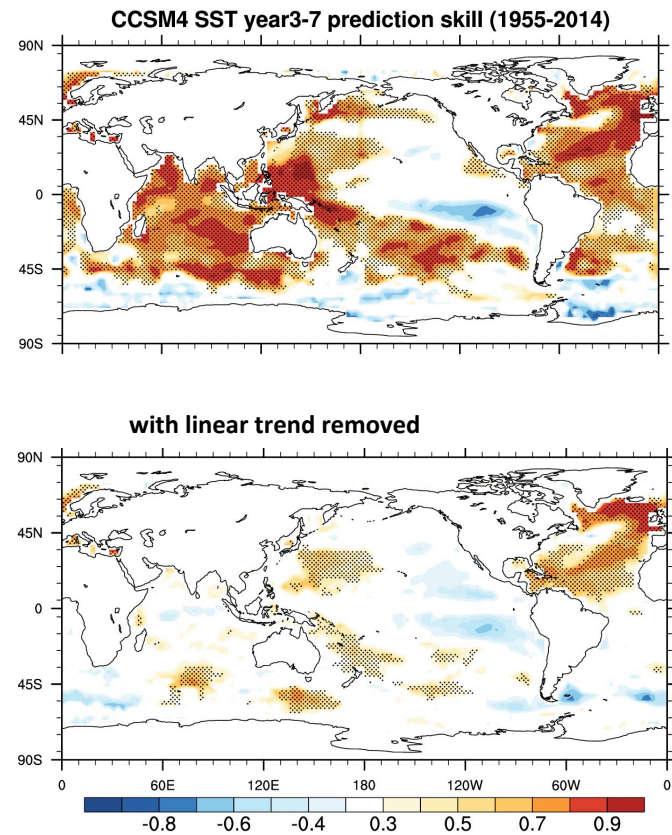 CCSM4 SST year3-7 prediction skill (1955-2014)
90N
45N
0
45S
90S
with linear trend removed
90N
45N
0
45S
90S
0 60E 120E 180 120W 60W 0
-0.8 -0.6 -0.4 0.3 0.5 0.7 0.9